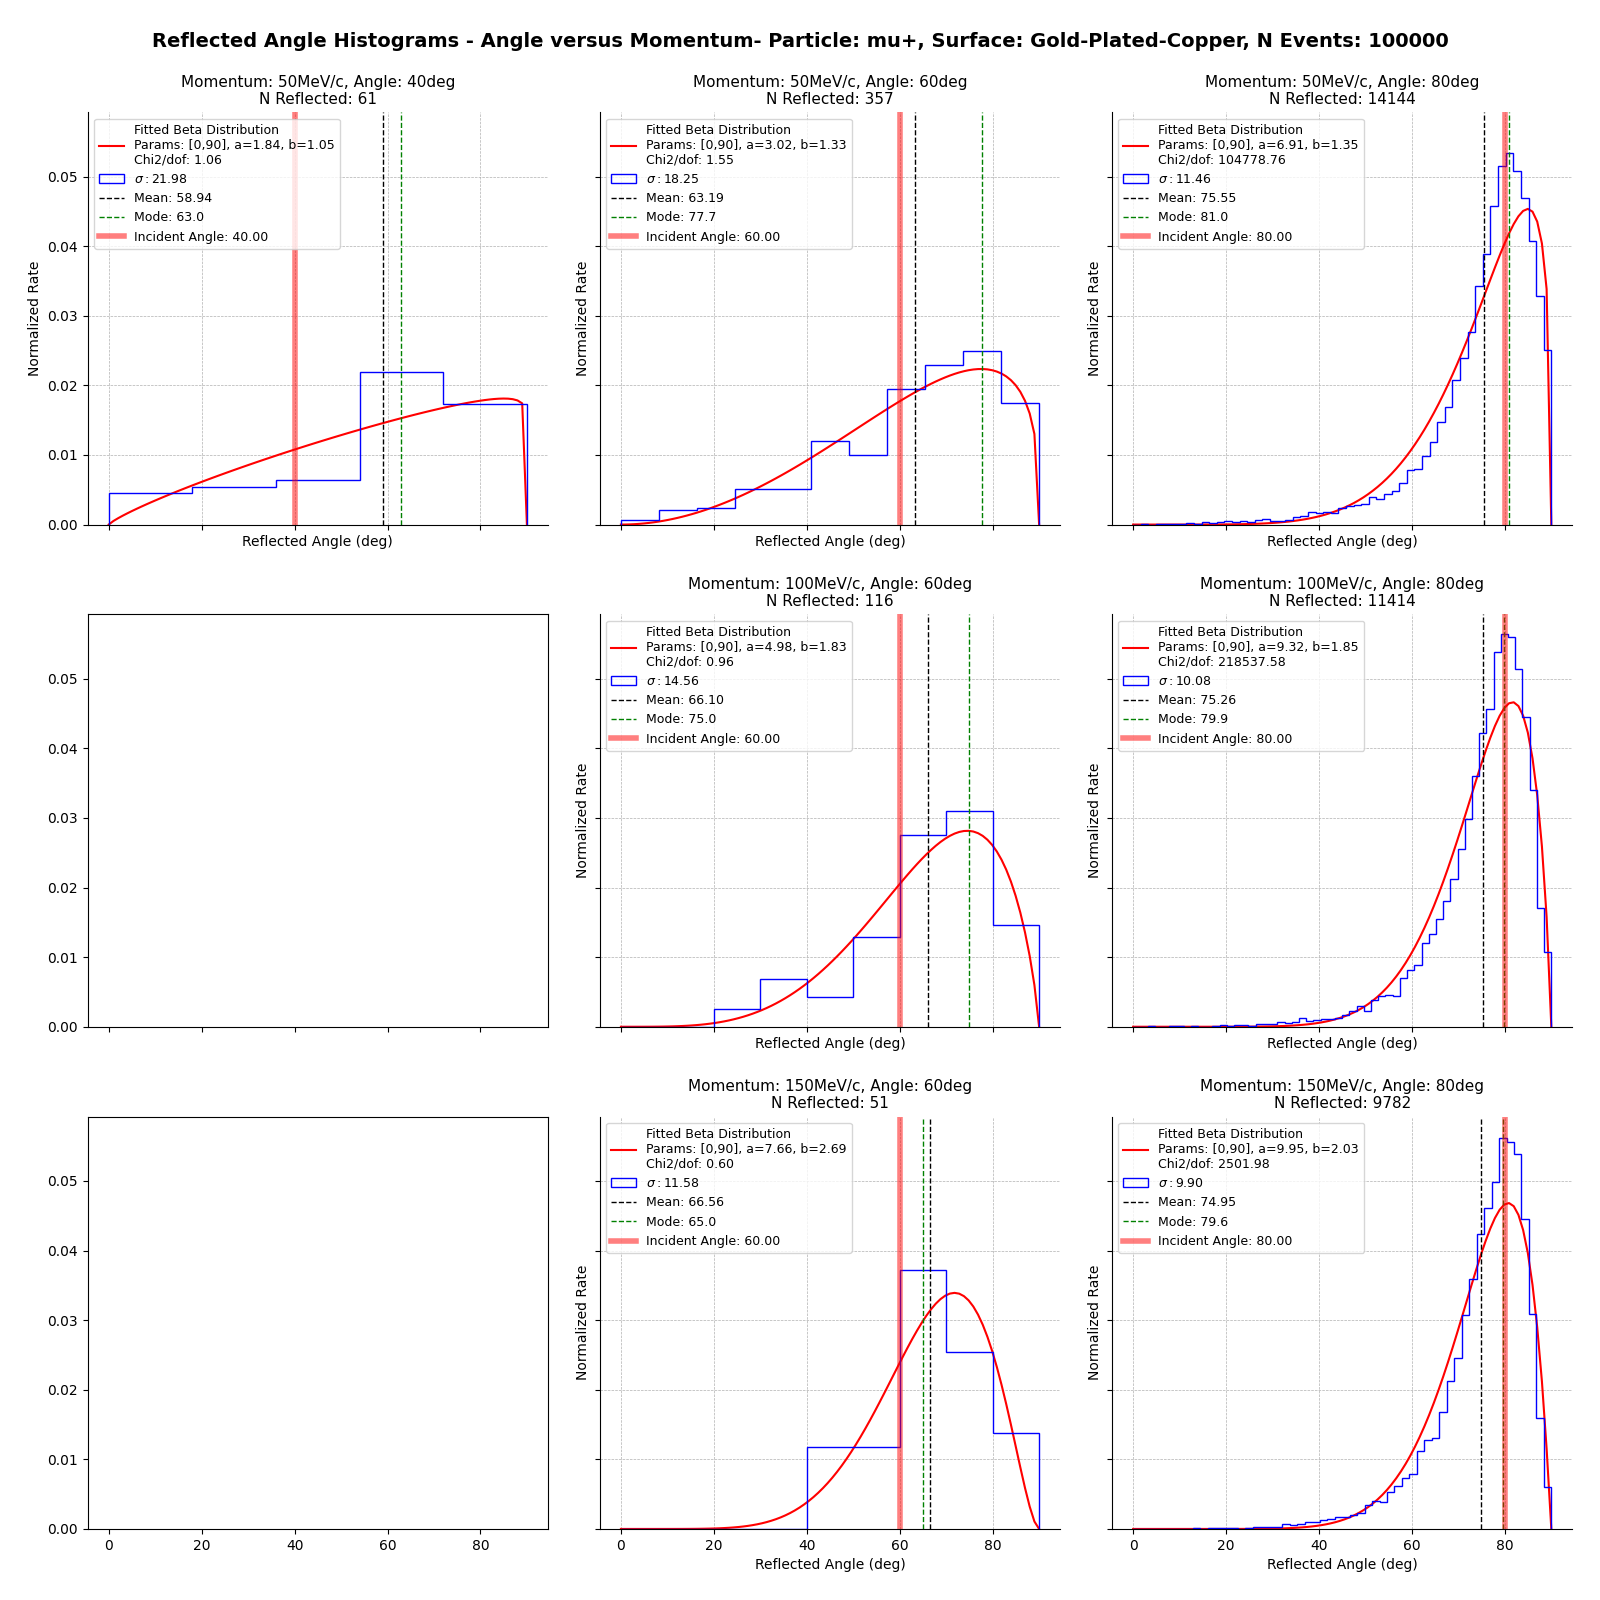 Reflected Angle Histograms - Angle versus Momentum- Particle: mu+, Surface: Gold-Plated-Copper, N Events: 100000
Momentum: 50MeV/c, Angle: 40deg
N Reflected: 61
Fitted Beta Distribution
Params: [0,90], a=1.84, b=1.05
Chi2/dof: 1.06
σ: 21.98
Mean: 58.94
Mode: 63.0
Incident Angle: 40.00
0.05
0.04
0.03
0.02
0.01
0.00
Normalized Rate
Reflected Angle (deg)
Momentum: 50MeV/c, Angle: 60deg
N Reflected: 357
Fitted Beta Distribution
Params: [0,90], a=3.02, b=1.33
Chi2/dof: 1.55
σ: 18.25
Mean: 63.19
Mode: 77.7
Incident Angle: 60.00
Normalized Rate
Reflected Angle (deg)
Momentum: 50MeV/c, Angle: 80deg
N Reflected: 14144
Fitted Beta Distribution
Params: [0,90], a=6.91, b=1.35
Chi2/dof: 104778.76
σ: 11.46
Mean: 75.55
Mode: 81.0
Incident Angle: 80.00
Normalized Rate
Reflected Angle (deg)
0.05
0.04
0.03
0.02
0.01
0.00
Momentum: 100MeV/c, Angle: 60deg
N Reflected: 116
Fitted Beta Distribution
Params: [0,90], a=4.98, b=1.83
Chi2/dof: 0.96
σ: 14.56
Mean: 66.10
Mode: 75.0
Incident Angle: 60.00
Normalized Rate
Reflected Angle (deg)
Momentum: 100MeV/c, Angle: 80deg
N Reflected: 11414
Fitted Beta Distribution
Params: [0,90], a=9.32, b=1.85
Chi2/dof: 218537.58
σ: 10.08
Mean: 75.26
Mode: 79.9
Incident Angle: 80.00
Normalized Rate
Reflected Angle (deg)
0.05
0.04
0.03
0.02
0.01
0.00
0 20 40 60 80
Momentum: 150MeV/c, Angle: 60deg
N Reflected: 51
Fitted Beta Distribution
Params: [0,90], a=7.66, b=2.69
Chi2/dof: 0.60
σ: 11.58
Mean: 66.56
Mode: 65.0
Incident Angle: 60.00
Normalized Rate
0 20 40 60 80
Reflected Angle (deg)
Momentum: 150MeV/c, Angle: 80deg
N Reflected: 9782
Fitted Beta Distribution
Params: [0,90], a=9.95, b=2.03
Chi2/dof: 2501.98
σ: 9.90
Mean: 74.95
Mode: 79.6
Incident Angle: 80.00
Normalized Rate
0 20 40 60 80
Reflected Angle (deg)